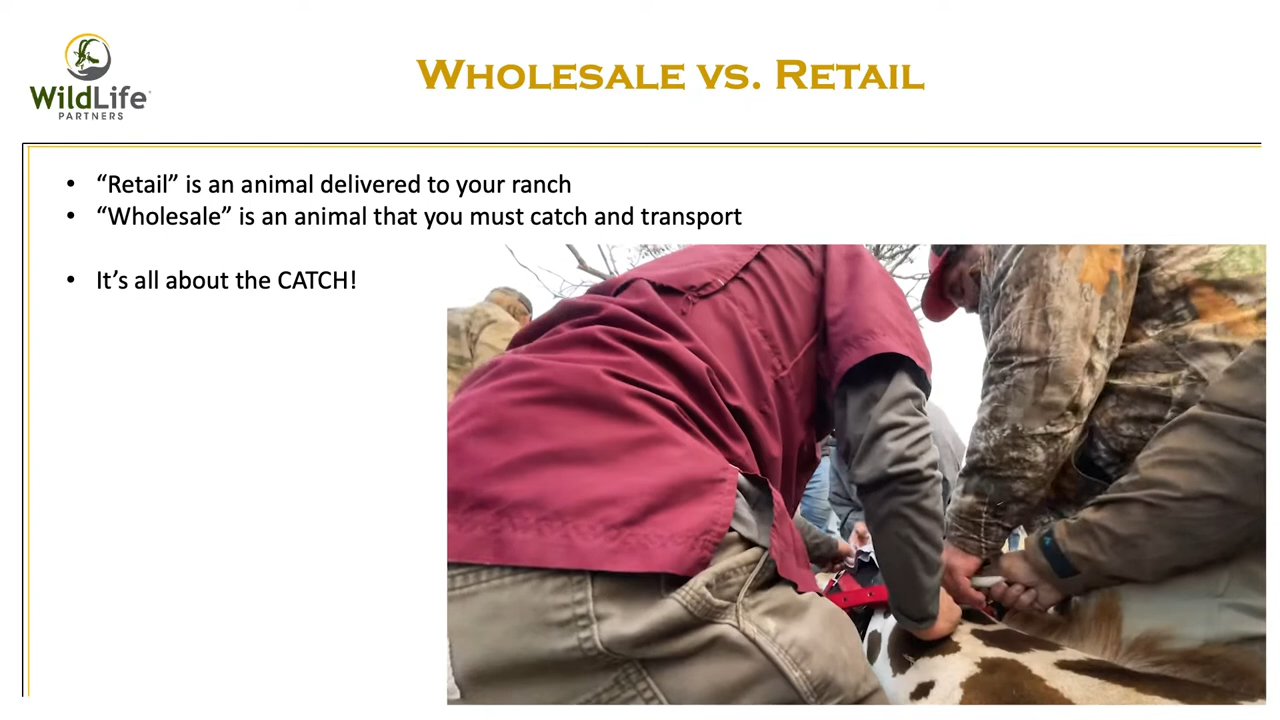 WildLife
PARTNERS
WHOLESALE VS. RETAIL
• “Retail” is an animal delivered to your ranch
• “Wholesale” is an animal that you must catch and transport
• It’s all about the CATCH!